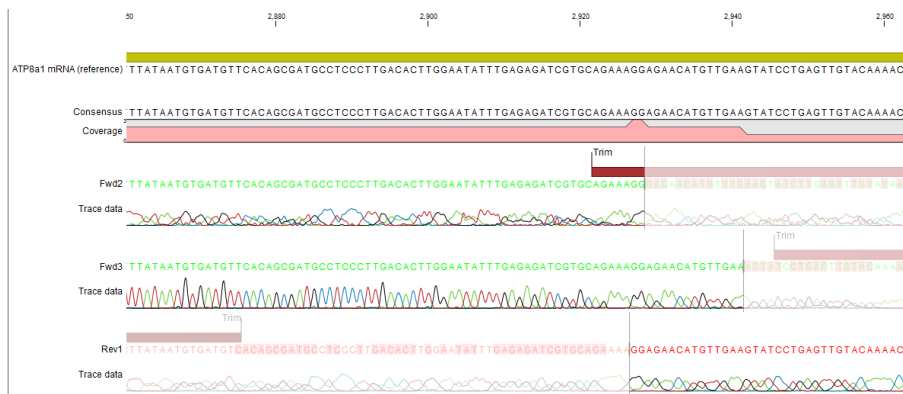 50 2,880 2,900 2,920 2,940 2,960
ATP8a1 mRNA (reference) TTATAATGTGATGTTCACAGCGATGCCTCCCTTGACACTTGGAATATTTGAGAGATCGTGCAGAAAGGAGAACATGTTGAAGTATCCTGAGTTGTACAAAAC
Consensus TTATAATGTGATGTTCACAGCGATGCCTCCCTTGACACTTGGAATATTTGAGAGATCGTGCAGAAAGGAGAACATGTTGAAGTATCCTGAGTTGTACAAAAC
Coverage
0
Trim
Fwd2 TTATAATGTGATGTTCACAGCGATGCCTCCCTTGACACTTGGAATATTTGAGAGATCGTGCAGAAAGG
Trace data
Trim
Fwd3 TTATAATGTGATGTTCACAGCGATGCCTCCCTTGACACTTGGAATATTTGAGAGATCGTGCAGAAAGGAGAACATGTTGAA
Trace data
Trim
Rev1 GGAGAACATGTTGAAGTATCCTGAGTTGTACAAAAC
Trace data